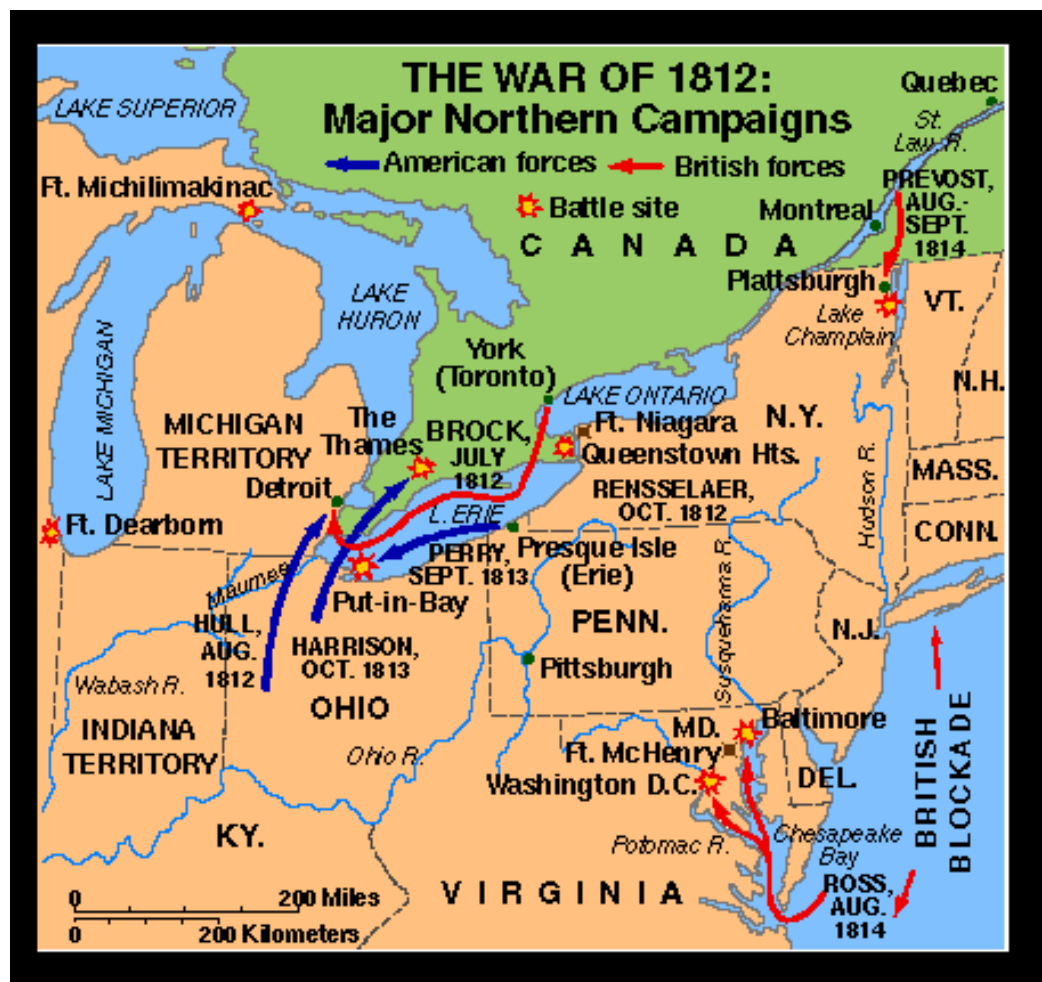 THE WAR OF 1812:
Major Northern Campaigns
American forces
British forces
Battle site
Quebec
LAKE SUPERIOR
St.
Law. R.
Ft. Michilimakinac
PREVOST,
AUG.-
SEPT.
1814
Montreal
C A N A D A
Plattsburgh
VT.
LAKE
HURON
Lake
Champlain
York
(Toronto)
LAKE MICHIGAN
N.H.
LAKE ONTARIO
MICHIGAN
TERRITORY
The
Thames
BROCK,
JULY
1812
Ft. Niagara
N.Y.
Queenstown Hts.
Hudson R.
MASS.
Detroit
RENSSELAER,
OCT. 1812
L. ERIE
Ft. Dearborn
CONN.
PERRY,
SEPT. 1813
Presque Isle
(Erie)
Maumee
Put-in-Bay
Susquehanna R.
HULL,
AUG.
1812
HARRISON,
OCT. 1813
PENN.
N.J.
Pittsburgh
Wabash R.
OHIO
INDIANA
TERRITORY
Ohio R.
MD.
Baltimore
Ft. McHenry
Washington D.C.
DEL.
BRITISH
BLOCKADE
KY.
Potomac R.
Chesapeake
Bay
V I R G I N I A
ROSS,
AUG.
1814
0 200 Miles
0 200 Kilometers